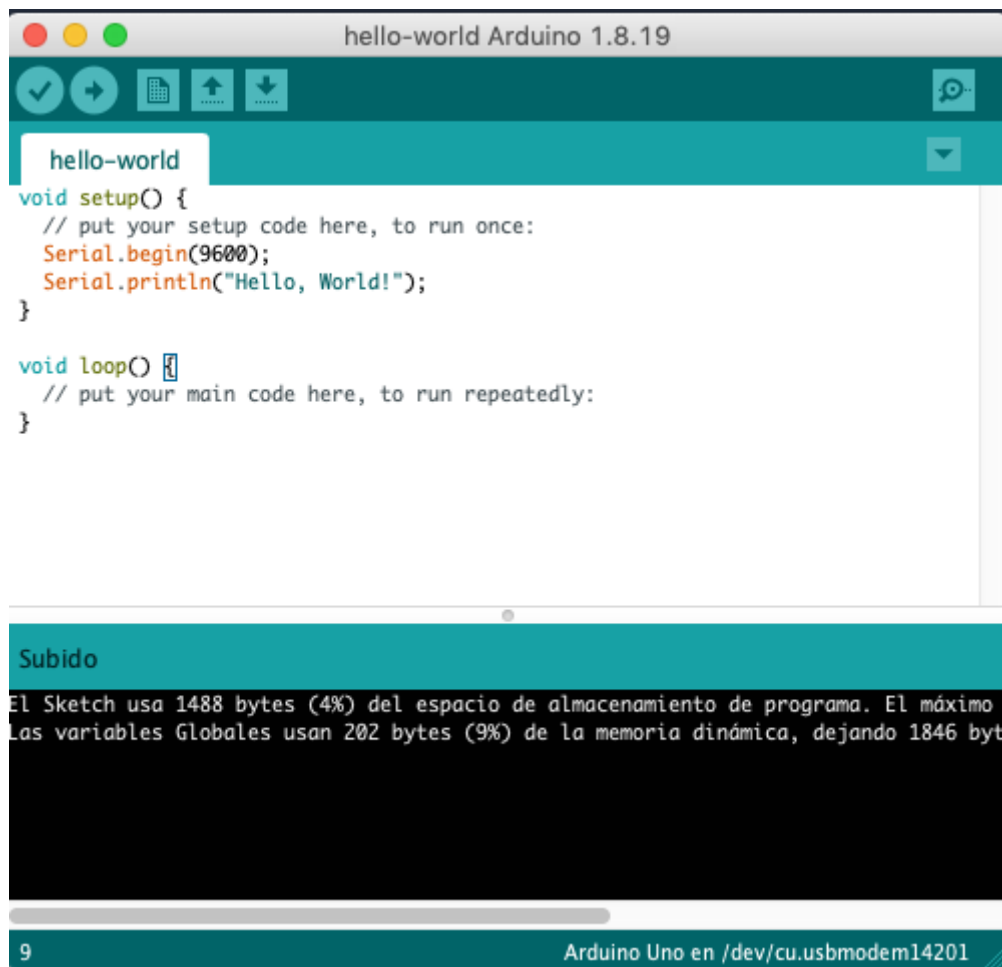 hello-world Arduino 1.8.19
hello-world
void setup() {
  // put your setup code here, to run once:
  Serial.begin(9600);
  Serial.println("Hello, World!");
}
void loop() {
  // put your main code here, to run repeatedly:
}
Subido
El Sketch usa 1488 bytes (4%) del espacio de almacenamiento de programa. El máximo
Las variables Globales usan 202 bytes (9%) de la memoria dinámica, dejando 1846 byt
9 Arduino Uno en /dev/cu.usbmodem14201